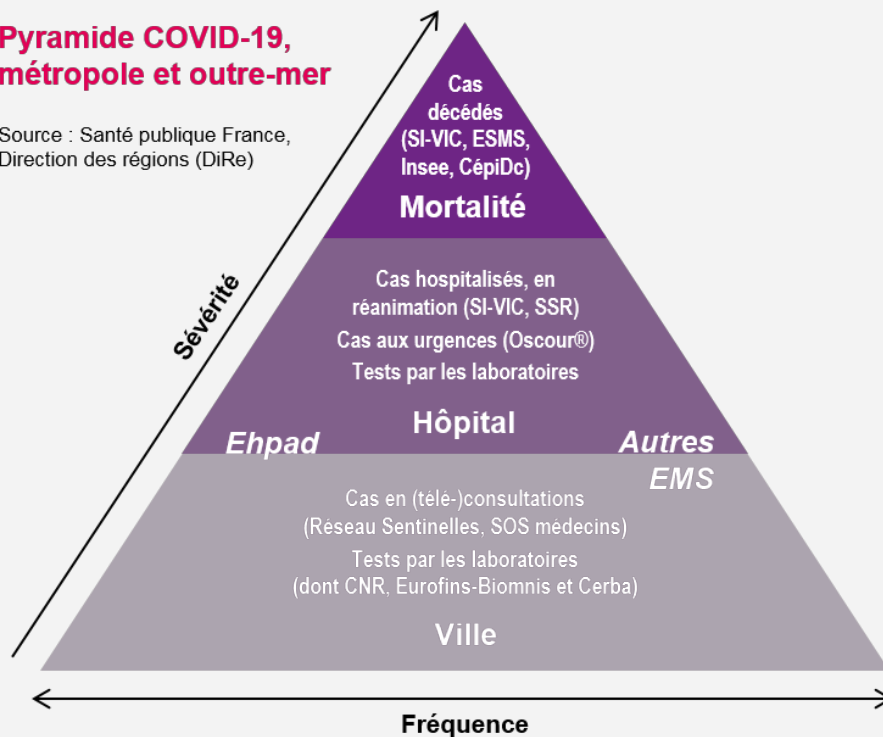 Pyramide COVID-19,
métropole et outre-mer
Source : Santé publique France,
Direction des régions (DiRe)
Sévérité
Cas
décédés
(SI-VIC, ESMS,
Insee, CépiDc)
Mortalité
Cas hospitalisés, en
réanimation (SI-VIC, SSR)
Cas aux urgences (Oscour®)
Tests par les laboratoires
Hôpital
Ehpad
Autres
EMS
Cas en (télé-)consultations
(Réseau Sentinelles, SOS médecins)
Tests par les laboratoires
(dont CNR, Eurofins-Biomnis et Cerba)
Ville
Fréquence